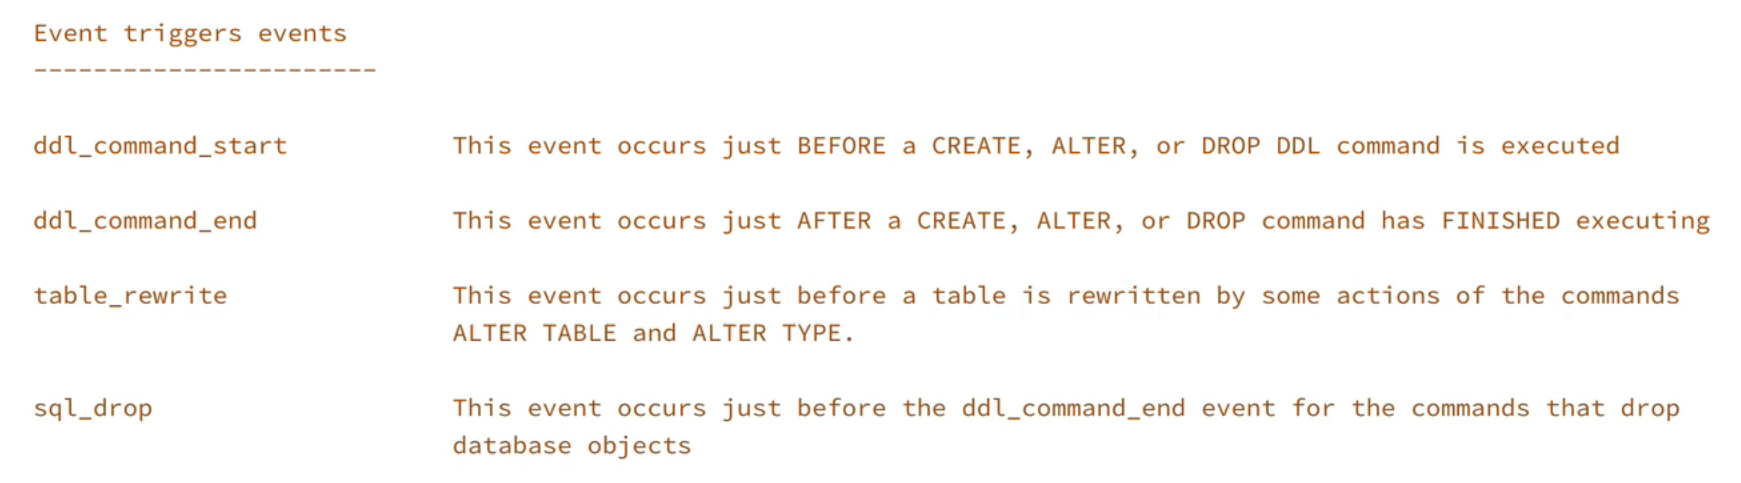 Event triggers events
-----------------------
ddl_command_start This event occurs just BEFORE a CREATE, ALTER, or DROP DDL command is executed
ddl_command_end This event occurs just AFTER a CREATE, ALTER, or DROP command has FINISHED executing
table_rewrite This event occurs just before a table is rewritten by some actions of the commands
ALTER TABLE and ALTER TYPE.
sql_drop This event occurs just before the ddl_command_end event for the commands that drop
database objects